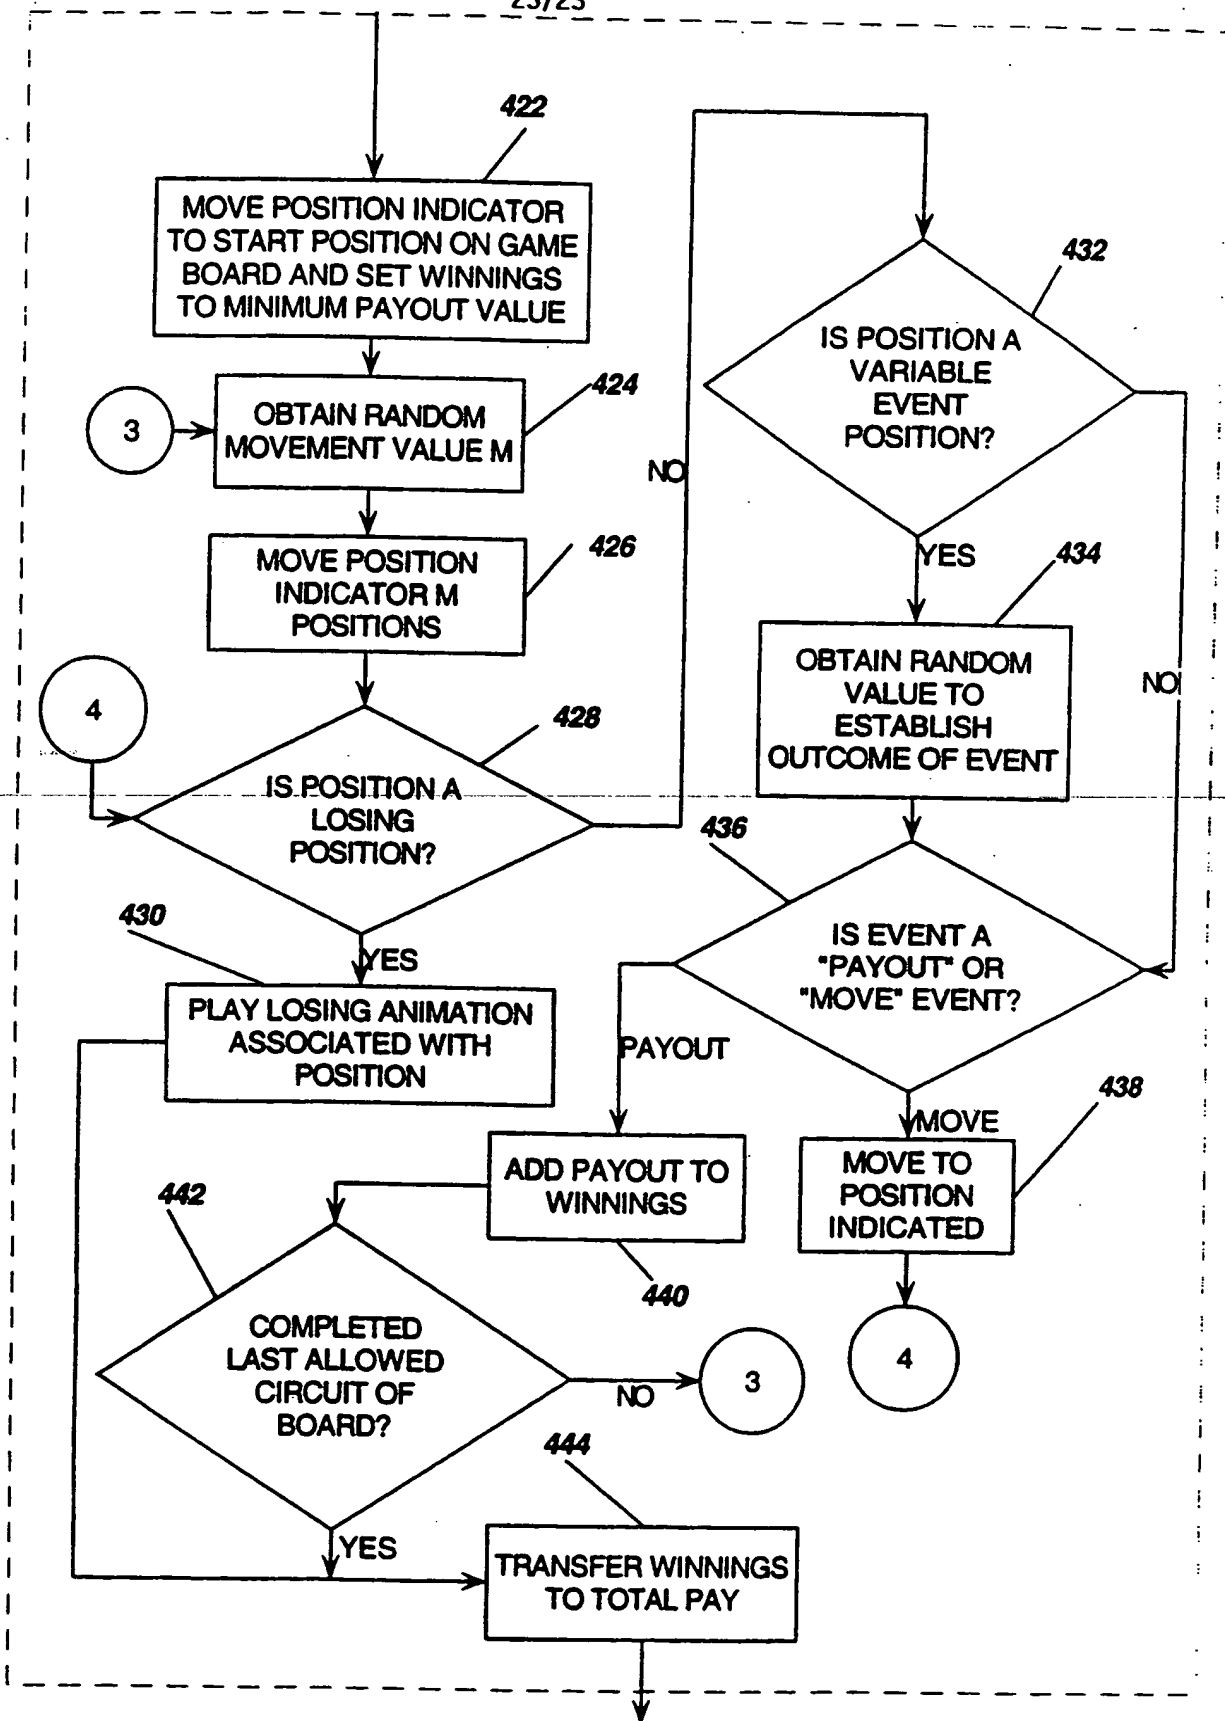 23/23
422
MOVE POSITION INDICATOR
TO START POSITION ON GAME
BOARD AND SET WINNINGS
TO MINIMUM PAYOUT VALUE
424
3
OBTAIN RANDOM
MOVEMENT VALUE M
426
MOVE POSITION
INDICATOR M
POSITIONS
4
428
IS POSITION A
LOSING
POSITION?
NO
430
YES
PLAY LOSING ANIMATION
ASSOCIATED WITH
POSITION
432
IS POSITION A
VARIABLE
EVENT
POSITION?
YES
NO
434
OBTAIN RANDOM
VALUE TO
ESTABLISH
OUTCOME OF EVENT
436
IS EVENT A
"PAYOUT" OR
"MOVE" EVENT?
PAYOUT
MOVE
438
MOVE TO
POSITION
INDICATED
4
ADD PAYOUT TO
WINNINGS
440
442
COMPLETED
LAST ALLOWED
CIRCUIT OF
BOARD?
NO
3
YES
444
TRANSFER WINNINGS
TO TOTAL PAY